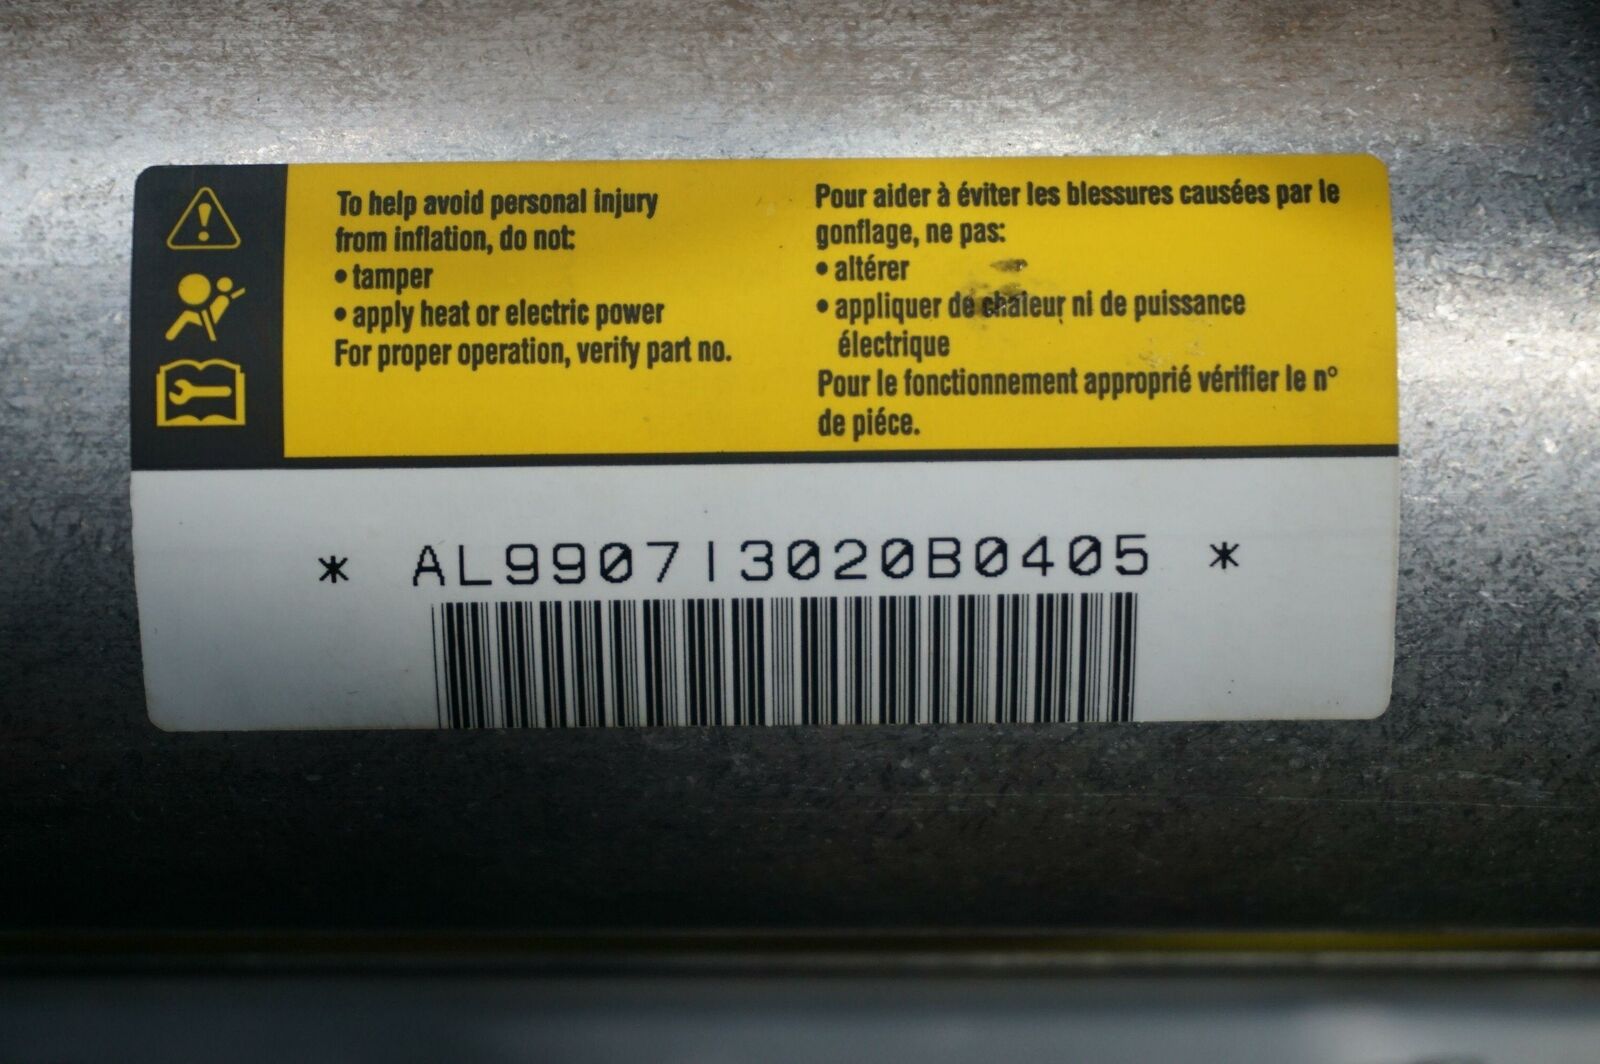 To help avoid personal injury
from inflation, do not:
• tamper
• apply heat or electric power
For proper operation, verify part no.
Pour aider à éviter les blessures causées par le
gonflage, ne pas:
• altérer
• appliquer de chaleur ni de puissance
électrique
Pour le fonctionnement approprié vérifier le n°
de piéce.
* AL990713020B0405 *